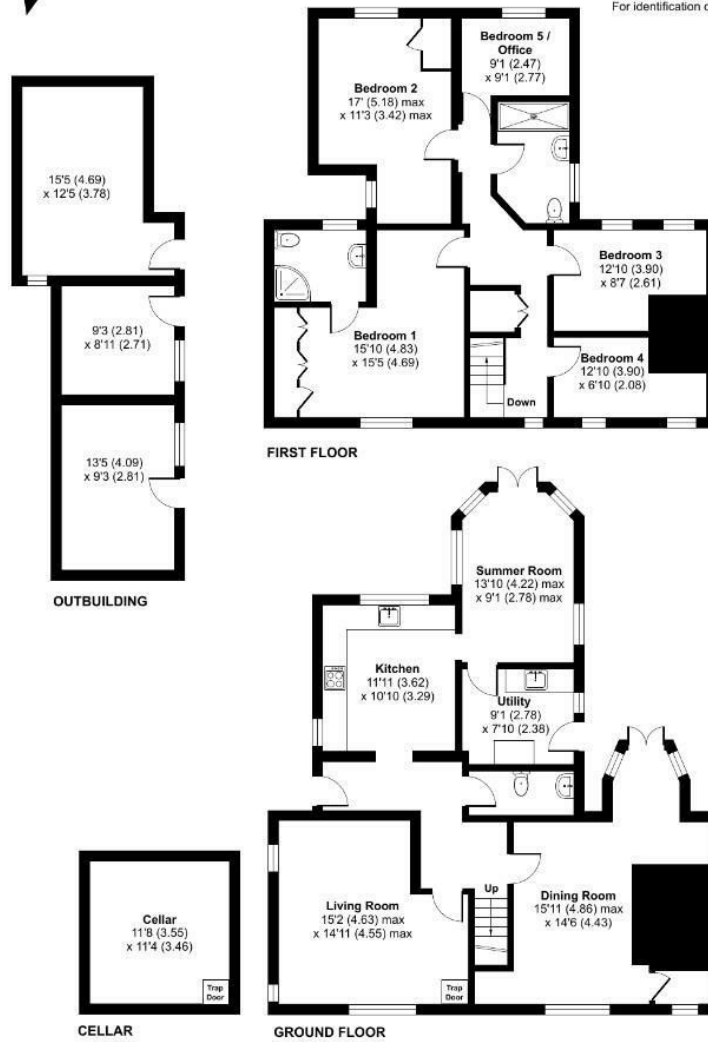 For identification o
Bedroom 5 /
Office
9'1 (2.47)
x 9'1 (2.77)
Bedroom 2
17' (5.18) max
x 11'3 (3.42) max
15'5 (4.69)
x 12'5 (3.78)
Bedroom 3
12'10 (3.90)
x 8'7 (2.61)
9'3 (2.81)
x 8'11 (2.71)
Bedroom 1
15'10 (4.83)
x 15'5 (4.69)
Bedroom 4
12'10 (3.90)
x 6'10 (2.08)
Down
13'5 (4.09)
x 9'3 (2.81)
FIRST FLOOR
OUTBUILDING
Summer Room
13'10 (4.22) max
x 9'1 (2.78) max
Kitchen
11'11 (3.62)
x 10'10 (3.29)
Utility
9'1 (2.78)
x 7'10 (2.38)
Living Room
15'2 (4.63) max
x 14'11 (4.55) max
Up
Dining Room
15'11 (4.86) max
x 14'6 (4.43)
Cellar
11'8 (3.55)
x 11'4 (3.46)
Trap
Door
Trap
Door
CELLAR
GROUND FLOOR